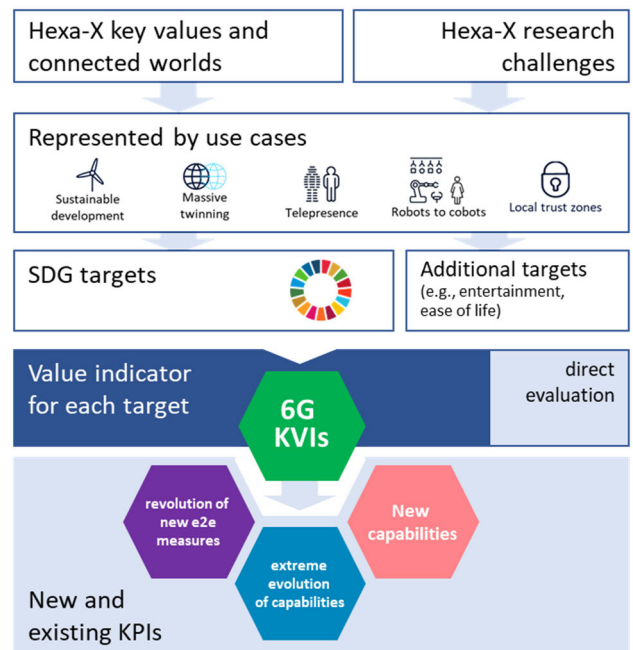 Hexa-X key values and
connected worlds
Hexa-X research
challenges
Represented by use cases
Sustainable
development
Massive
twinning
Telepresence
Robots to cobots
Local trust zones
SDG targets
Additional targets
(e.g., entertainment,
ease of life)
Value indicator
for each target
direct
evaluation
6G
KVIs
revolution of
new e2e
measures
New
capabilities
extreme
evolution
of capabilities
New and
existing KPIs